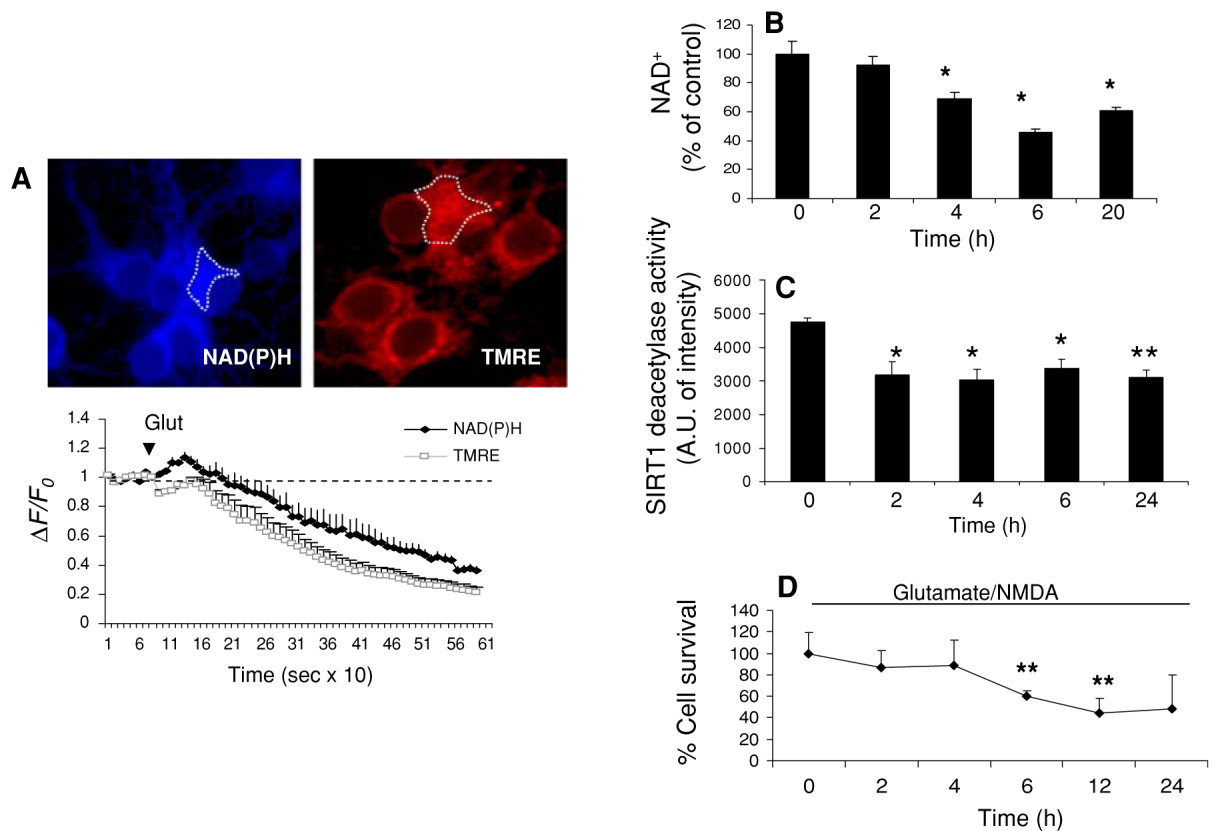 A
NAD(P)H
TMRE
Glut
NAD(P)H
TMRE
ΔF/F0
1.4
1.2
1
0.8
0.6
0.4
0.2
0
1 6 11 16 21 26 31 36 41 46 51 56 61
Time (sec x 10)
B
NAD+
(% of control)
120
100
80
60
40
20
0
* * *
0 2 4 6 20
Time (h)
C
SIRT1 deacetylase activity
(A.U. of intensity)
6000
5000
4000
3000
2000
1000
0
* * * **
0 2 4 6 24
Time (h)
D
Glutamate/NMDA
% Cell survival
140
120
100
80
60
40
20
0
** **
0 2 4 6 12 24
Time (h)